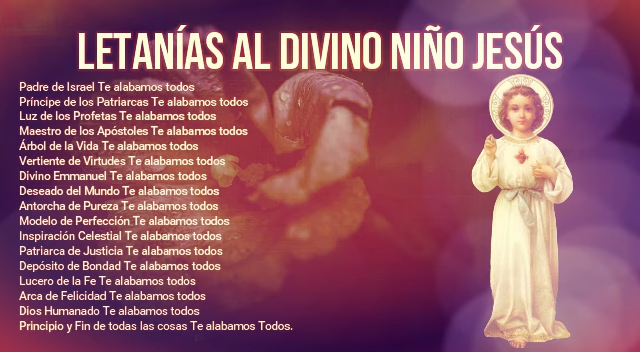 LETANÍAS AL DIVINO NIÑO JESÚS
Padre de Israel Te alabamos todos
Príncipe de los Patriarcas Te alabamos todos
Luz de los Profetas Te alabamos todos
Maestro de los Apóstoles Te alabamos todos
Árbol de la Vida Te alabamos todos
Vertiente de Virtudes Te alabamos todos
Divino Emmanuel Te alabamos todos
Deseado del Mundo Te alabamos todos
Antorcha de Pureza Te alabamos todos
Modelo de Perfección Te alabamos todos
Inspiración Celestial Te alabamos todos
Patriarca de Justicia Te alabamos todos
Depósito de Bondad Te alabamos todos
Lucero de la Fe Te alabamos todos
Arca de Felicidad Te alabamos todos
Dios Humanado Te alabamos todos
Principio y Fin de todas las cosas Te alabamos Todos.